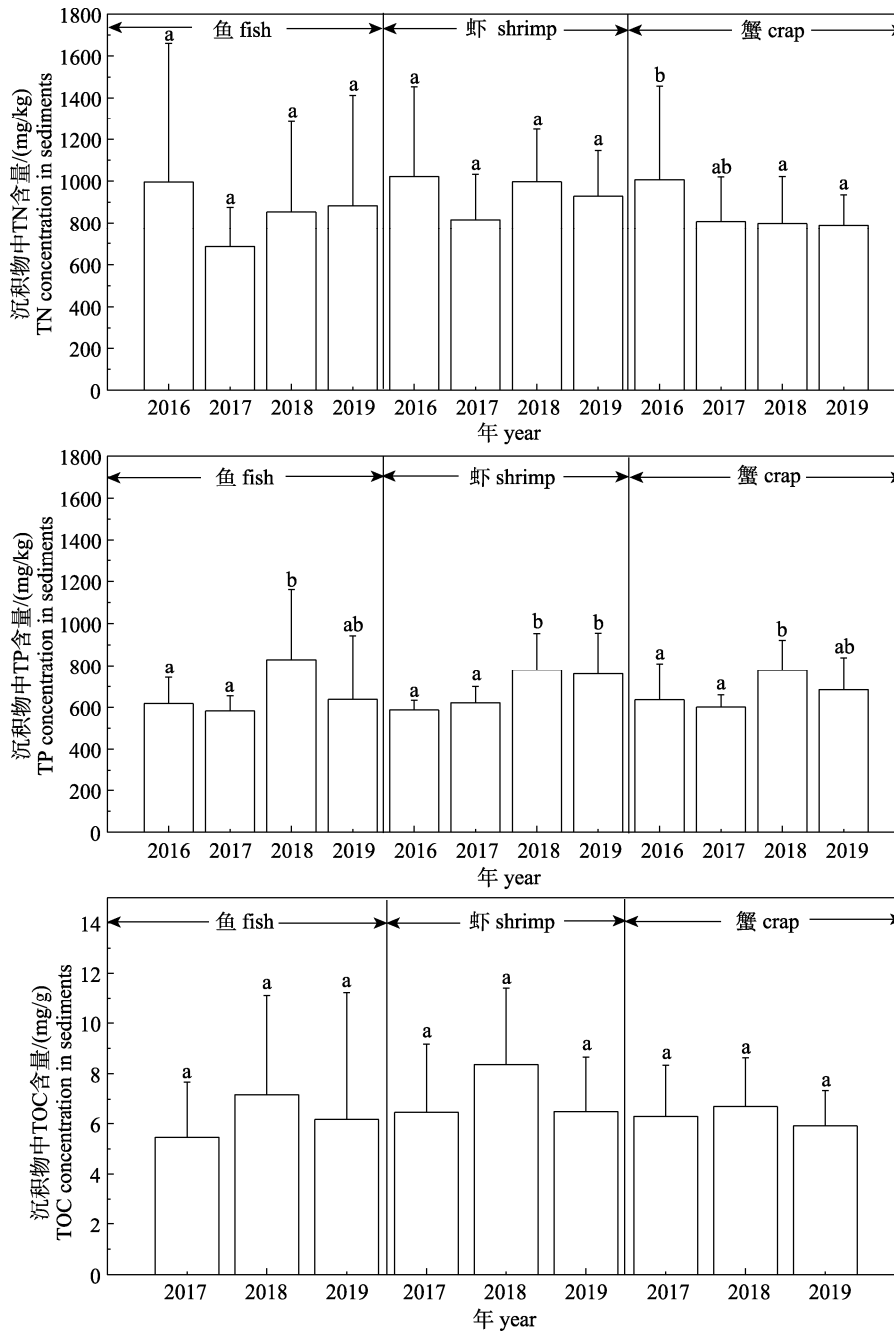 沉积物中TN含量/(mg/kg)
TN concentration in sediments
1800
1600
1400
1200
1000
800
600
400
200
0
鱼 fish
虾 shrimp
蟹 crap
a
a
a
a
a
a
a
a
b
ab
a
a
2016 2017 2018 2019 2016 2017 2018 2019 2016 2017 2018 2019
年 year
沉积物中TP含量/(mg/kg)
TP concentration in sediments
1800
1600
1400
1200
1000
800
600
400
200
0
鱼 fish
虾 shrimp
蟹 crap
a
a
b
ab
a
a
b
b
a
a
b
ab
2016 2017 2018 2019 2016 2017 2018 2019 2016 2017 2018 2019
年 year
沉积物中TOC含量/(mg/g)
TOC concentration in sediments
14
12
10
8
6
4
2
0
鱼 fish
虾 shrimp
蟹 crap
a
a
a
a
a
a
a
a
a
2017 2018 2019 2017 2018 2019 2017 2018 2019
年 year